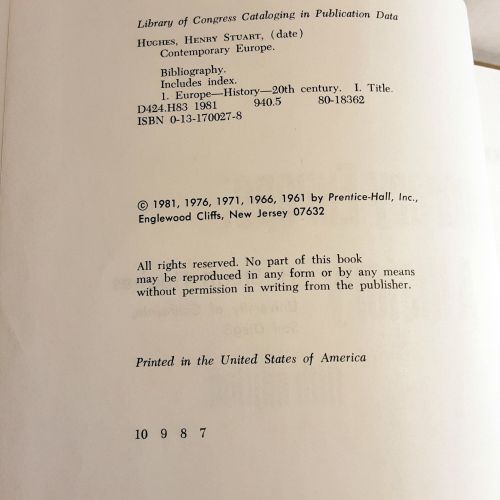 Library of Congress Cataloging in Publication Data
HUGHES, HENRY STUART, (date)
Contemporary Europe.
Bibliography.
Includes index.
1. Europe—History—20th century. I. Title.
D424.H83 1981 940.5 80-18362
ISBN 0-13-170027-8
© 1981, 1976, 1971, 1966, 1961 by Prentice-Hall, Inc.,
Englewood Cliffs, New Jersey 07632
All rights reserved. No part of this book
may be reproduced in any form or by any means
without permission in writing from the publisher.
Printed in the United States of America
10 9 8 7